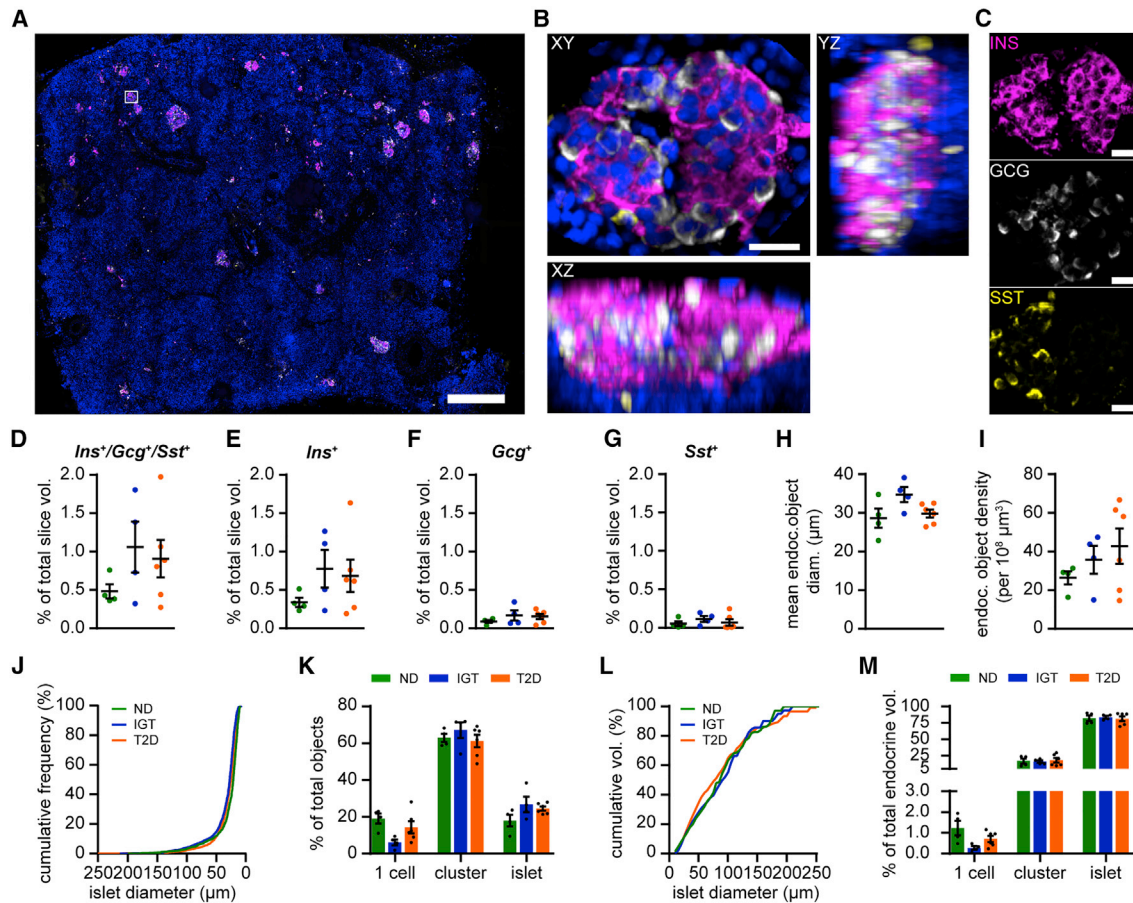 A
B
C
XY
YZ
XZ
INS
GCG
SST
D
Ins+/Gcg+/Sst+
% of total slice vol.
2.0
1.5
1.0
0.5
0.0
E
Ins+
% of total slice vol.
2.0
1.5
1.0
0.5
0.0
F
Gcg+
% of total slice vol.
2.0
1.5
1.0
0.5
0.0
G
Sst+
% of total slice vol.
2.0
1.5
1.0
0.5
0.0
H
mean endoc.object
diam. (μm)
40
30
20
10
0
I
endoc. object density
(per 10⁸ μm³)
80
60
40
20
0
J
cumulative frequency (%)
100
80
60
40
20
0
ND
IGT
T2D
250 200 150 100 50 0
islet diameter (μm)
K
ND IGT T2D
% of total objects
80
60
40
20
0
1 cell cluster islet
L
cumulative vol. (%)
100
80
60
40
20
0
ND
IGT
T2D
0 50 100 150 200 250
islet diameter (μm)
M
ND IGT T2D
% of total endocrine vol.
100
75
50
25
5
3.0
2.0
1.0
0.0
1 cell cluster islet